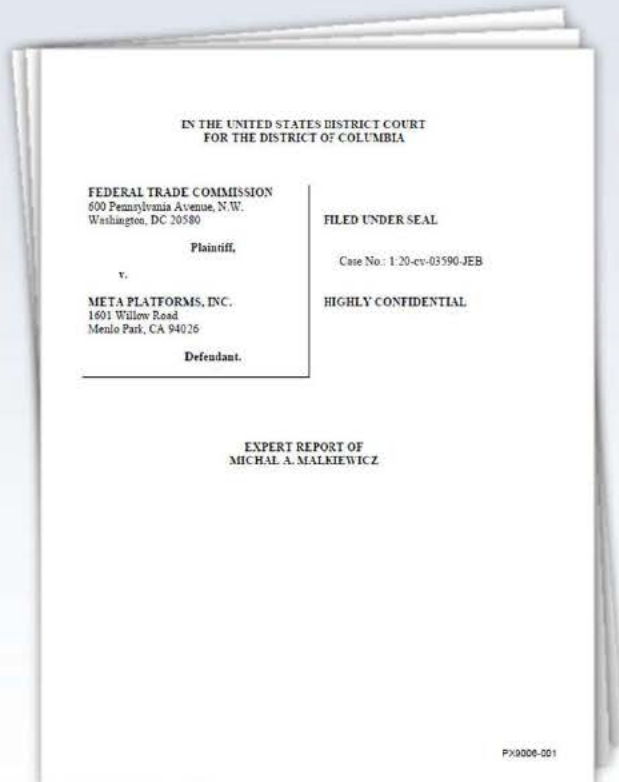 IN THE UNITED STATES DISTRICT COURT
FOR THE DISTRICT OF COLUMBIA
FEDERAL TRADE COMMISSION
600 Pennsylvania Avenue, N.W.
Washington, DC 20580
Plaintiff,
v.
META PLATFORMS, INC.
1601 Willow Road
Menlo Park, CA 94026
Defendant.
FILED UNDER SEAL
Case No.: 1:20-cv-03590-JEB
HIGHLY CONFIDENTIAL
EXPERT REPORT OF
MICHAL A. MALKIEWICZ
PX9006-001